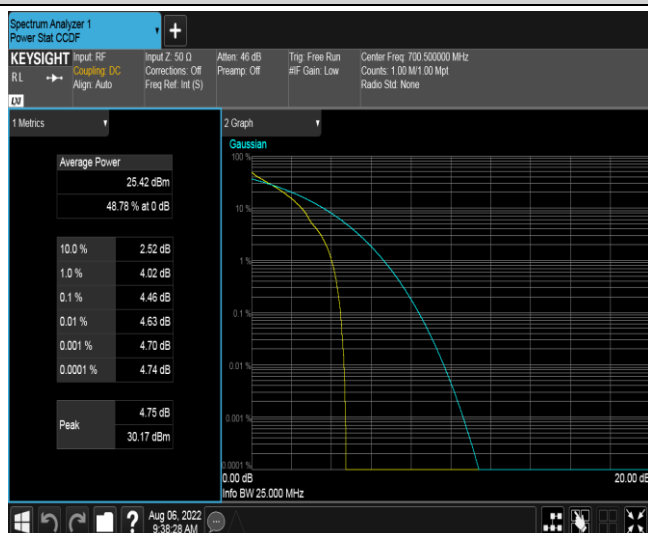 Spectrum Analyzer 1
Power Stat CCDF
+
KEYSIGHT
RL
LXI
Input: RF
Coupling: DC
Align: Auto
Input Z: 50 Ω
Corrections: Off
Freq Ref: Int (S)
Atten: 46 dB
Preamp: Off
Trig: Free Run
#IF Gain: Low
Center Freq: 700.500000 MHz
Counts: 1.00 M/1.00 Mpt
Radio Std: None
1 Metrics
Average Power
25.42 dBm
48.78 % at 0 dB
10.0 % 2.52 dB
1.0 % 4.02 dB
0.1 % 4.46 dB
0.01 % 4.63 dB
0.001 % 4.70 dB
0.0001 % 4.74 dB
Peak
4.75 dB
30.17 dBm
2 Graph
Gaussian
100 %
10 %
1 %
0.1 %
0.01 %
0.001 %
0.0001 %
0.00 dB 20.00 dB
Info BW 25.000 MHz
?
Aug 06, 2022
9:38:28 AM